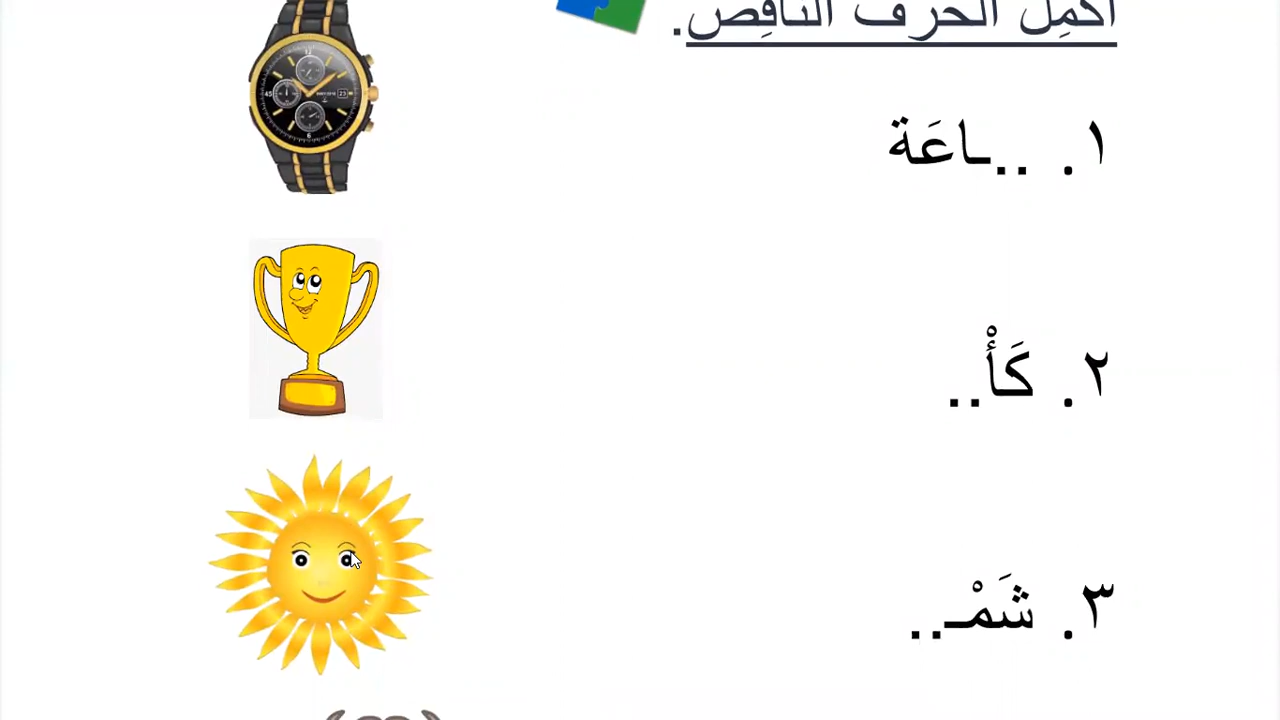 أكمِل الحرف الناقِص.
١. ..ـاعَة
٢. كَأْ..
٣. شَمْـ..